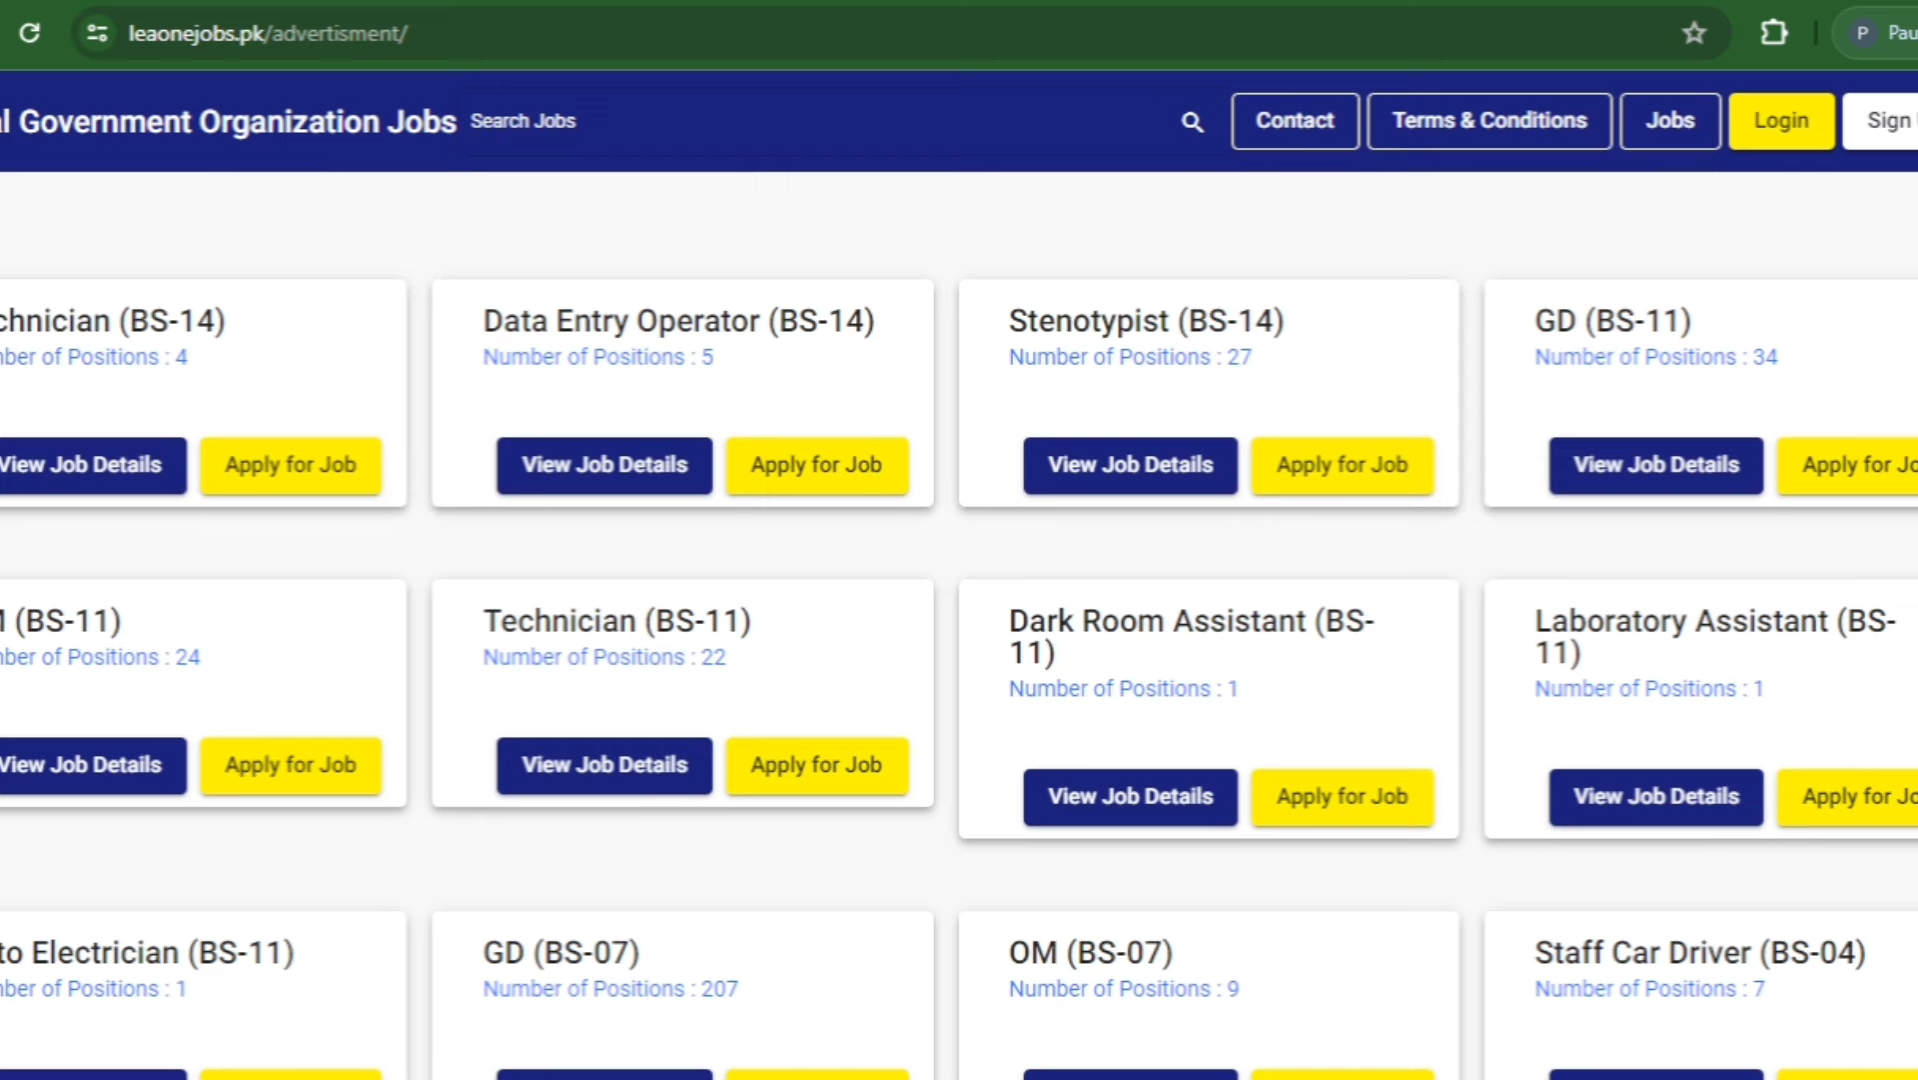 leaonejobs.pk/advertisment/
P Pau
l Government Organization Jobs Search Jobs Contact Terms & Conditions Jobs Login Sign
chnician (BS-14)
ber of Positions : 4
View Job Details Apply for Job
Data Entry Operator (BS-14)
Number of Positions : 5
View Job Details Apply for Job
Stenotypist (BS-14)
Number of Positions : 27
View Job Details Apply for Job
GD (BS-11)
Number of Positions : 34
View Job Details Apply for Jo
(BS-11)
ber of Positions : 24
View Job Details Apply for Job
Technician (BS-11)
Number of Positions : 22
View Job Details Apply for Job
Dark Room Assistant (BS-
11)
Number of Positions : 1
View Job Details Apply for Job
Laboratory Assistant (BS-
11)
Number of Positions : 1
View Job Details Apply for Jo
to Electrician (BS-11)
ber of Positions : 1
GD (BS-07)
Number of Positions : 207
OM (BS-07)
Number of Positions : 9
Staff Car Driver (BS-04)
Number of Positions : 7